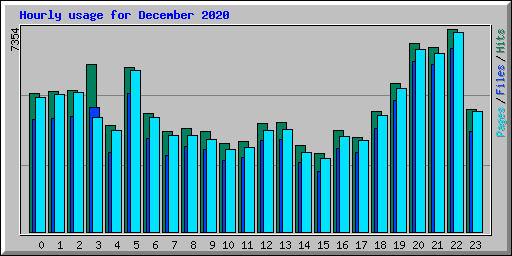 Hourly usage for December 2020
7354
Pages / Files / Hits
0 1 2 3 4 5 6 7 8 9 10 11 12 13 14 15 16 17 18 19 20 21 22 23